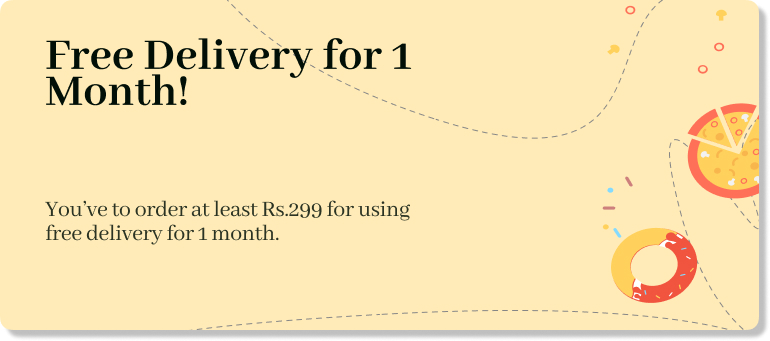 Free Delivery for 1
Month!
You’ve to order at least Rs.299 for using
free delivery for 1 month.